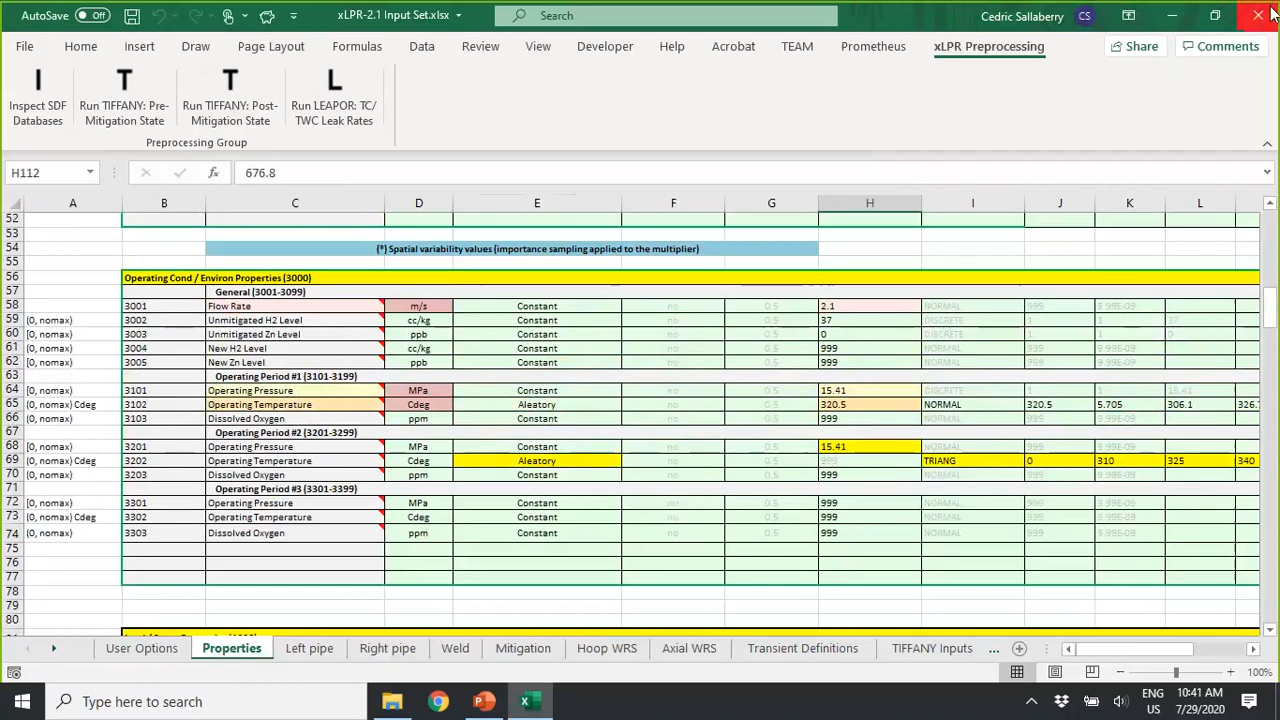 AutoSave Off xLPR-2.1 Input Set.xlsx Search Cedric Sallaberry CS
File Home Insert Draw Page Layout Formulas Data Review View Developer Help Acrobat TEAM Prometheus xLPR Preprocessing Share Comments
I T T L
Inspect SDF Run TIFFANY: Pre- Run TIFFANY: Post- Run LEAPOR: TC/
Databases Mitigation State Mitigation State TWC Leak Rates
Preprocessing Group
H112 fx 676.8
A B C D E F G H I J K L
52
53
54 (*) Spatial variability values (importance sampling applied to the multiplier)
55
56 Operating Cond / Environ Properties (3000)
57 General (3001-3099)
58 3001 Flow Rate m/s Constant no 0.5 2.1 NORMAL 999 9.99E-09
59 [0, nomax) 3002 Unmitigated H2 Level cc/kg Constant no 0.5 37 DISCRETE 1 1 37
60 [0, nomax) 3003 Unmitigated Zn Level ppb Constant no 0.5 0 DISCRETE 1 1 0
61 [0, nomax) 3004 New H2 Level cc/kg Constant no 0.5 999 NORMAL 999 9.99E-09
62 [0, nomax) 3005 New Zn Level ppb Constant no 0.5 999 NORMAL 999 9.99E-09
63 Operating Period #1 (3101-3199)
64 [0, nomax) 3101 Operating Pressure MPa Constant no 0.5 15.41 DISCRETE 1 1 15.41
65 [0, nomax) Cdeg 3102 Operating Temperature Cdeg Aleatory no 0.5 320.5 NORMAL 320.5 5.705 306.1 326.
66 [0, nomax) 3103 Dissolved Oxygen ppm Constant no 0.5 999 NORMAL 999 9.99E-09
67 Operating Period #2 (3201-3299)
68 [0, nomax) 3201 Operating Pressure MPa Constant no 0.5 15.41 NORMAL 999 9.99E-09
69 [0, nomax) Cdeg 3202 Operating Temperature Cdeg Aleatory no 0.5 999 TRIANG 0 310 325 340
70 [0, nomax) 3203 Dissolved Oxygen ppm Constant no 0.5 999 NORMAL 999 9.99E-09
71 Operating Period #3 (3301-3399)
72 [0, nomax) 3301 Operating Pressure MPa Constant no 0.5 999 NORMAL 999 9.99E-09
73 [0, nomax) Cdeg 3302 Operating Temperature Cdeg Constant no 0.5 999 NORMAL 999 9.99E-09
74 [0, nomax) 3303 Dissolved Oxygen ppm Constant no 0.5 999 NORMAL 999 9.99E-09
75
76
77
78
79
80
User Options Properties Left pipe Right pipe Weld Mitigation Hoop WRS Axial WRS Transient Definitions TIFFANY Inputs ...
100%
Type here to search ENG 10:41 AM
US 7/29/2020